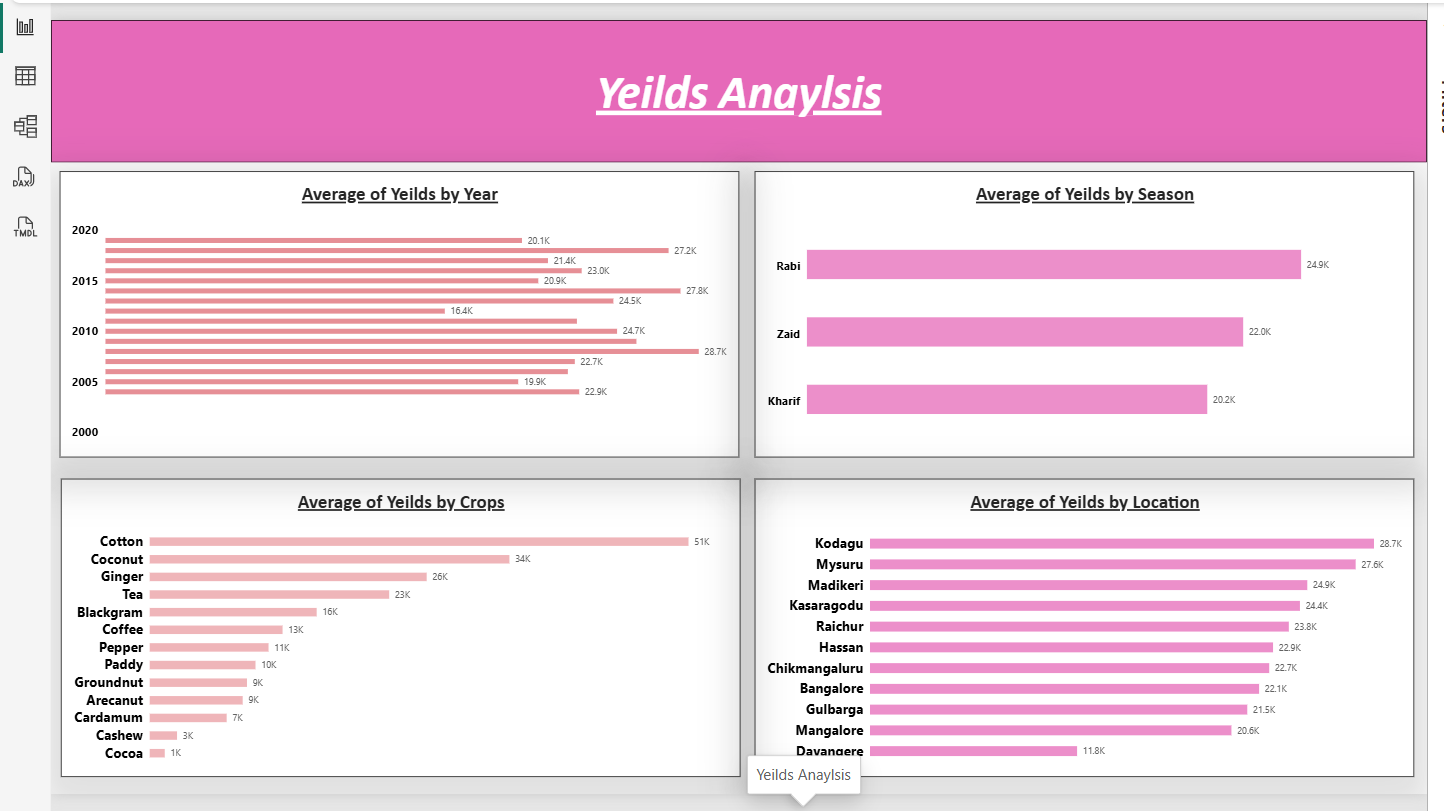 Yeilds Anaylsis
DAX
TMDL
Average of Yeilds by Year
2020
20.1K
27.2K
21.4K
23.0K
2015
20.9K
27.8K
24.5K
16.4K
2010
24.7K
28.7K
22.7K
2005
19.9K
22.9K
2000
Average of Yeilds by Season
Rabi 24.9K
Zaid 22.0K
Kharif 20.2K
Average of Yeilds by Crops
Cotton 51K
Coconut 34K
Ginger 26K
Tea 23K
Blackgram 16K
Coffee 13K
Pepper 11K
Paddy 10K
Groundnut 9K
Arecanut 9K
Cardamum 7K
Cashew 3K
Cocoa 1K
Average of Yeilds by Location
Kodagu 28.7K
Mysuru 27.6K
Madikeri 24.9K
Kasaragodu 24.4K
Raichur 23.8K
Hassan 22.9K
Chikmangaluru 22.7K
Bangalore 22.1K
Gulbarga 21.5K
Mangalore 20.6K
Davangere 11.8K
Yeilds Anaylsis